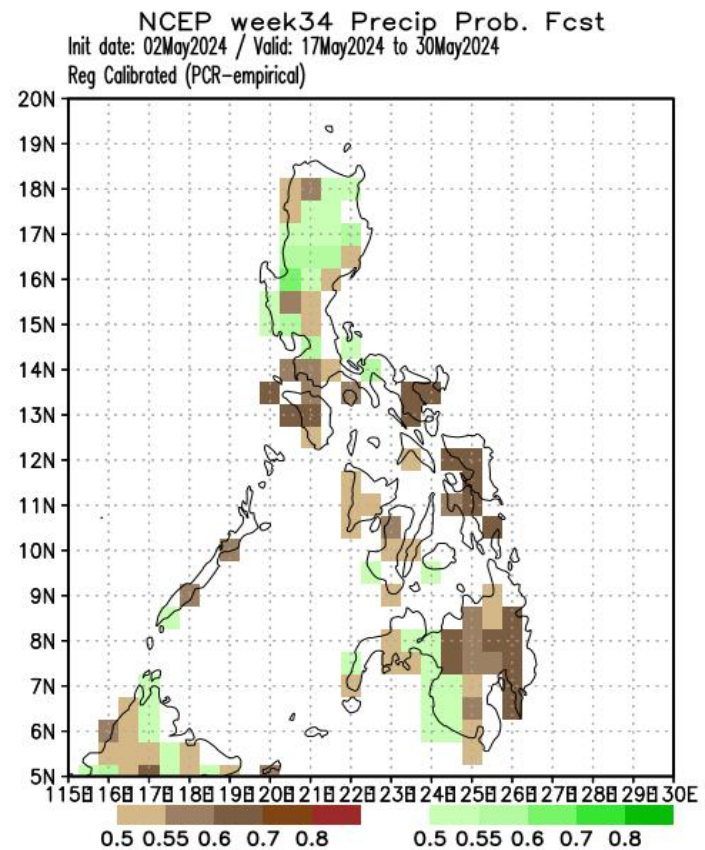 NCEP week34 Precip Prob. Fcst
Init date: 02May2024 / Valid: 17May2024 to 30May2024
Reg Calibrated (PCR-empirical)
20N
19N
18N
17N
16N
15N
14N
13N
12N
11N
10N
9N
8N
7N
6N
5N
115E 116E 117E 118E 119E 120E 121E 122E 123E 124E 125E 126E 127E 128E 129E 130E
0.5 0.55 0.6 0.7 0.8 0.5 0.55 0.6 0.7 0.8